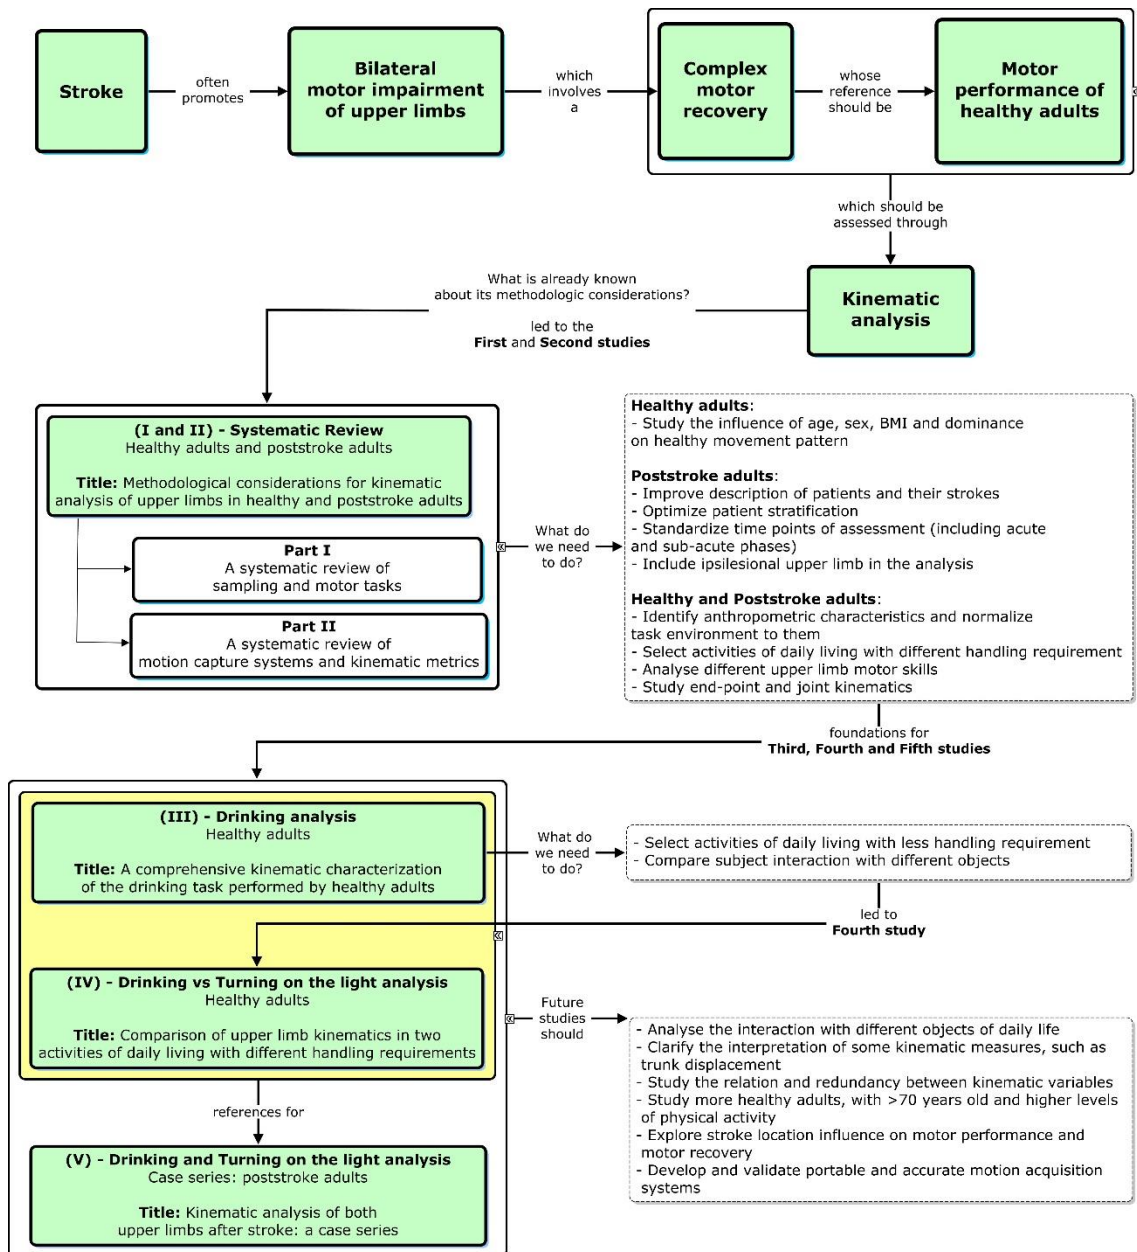 Stroke
often
promotes
Bilateral
motor impairment
of upper limbs
which
involves
a
Complex
motor
recovery
whose
reference
should be
Motor
performance of
healthy adults
which should be
assessed through
Kinematic
analysis
What is already known
about its methodologic considerations?
led to the
First and Second studies
(I and II) - Systematic Review
Healthy adults and poststroke adults
Title: Methodological considerations for kinematic
analysis of upper limbs in healthy and poststroke adults
Part I
A systematic review of
sampling and motor tasks
Part II
A systematic review of
motion capture systems and kinematic metrics
What do
we need
to do?
Healthy adults:
- Study the influence of age, sex, BMI and dominance
on healthy movement pattern
Poststroke adults:
- Improve description of patients and their strokes
- Optimize patient stratification
- Standardize time points of assessment (including acute
and sub-acute phases)
- Include ipsilesional upper limb in the analysis
Healthy and Poststroke adults:
- Identify anthropometric characteristics and normalize
task environment to them
- Select activities of daily living with different handling requirement
- Analyse different upper limb motor skills
- Study end-point and joint kinematics
foundations for
Third, Fourth and Fifth studies
(III) - Drinking analysis
Healthy adults
Title: A comprehensive kinematic characterization
of the drinking task performed by healthy adults
What do
we need
to do?
- Select activities of daily living with less handling requirement
- Compare subject interaction with different objects
led to
Fourth study
(IV) - Drinking vs Turning on the light analysis
Healthy adults
Title: Comparison of upper limb kinematics in two
activities of daily living with different handling requirements
Future
studies
should
- Analyse the interaction with different objects of daily life
- Clarify the interpretation of some kinematic measures, such as
trunk displacement
- Study the relation and redundancy between kinematic variables
- Study more healthy adults, with >70 years old and higher levels
of physical activity
- Explore stroke location influence on motor performance and
motor recovery
- Develop and validate portable and accurate motion acquisition
systems
references for
(V) - Drinking and Turning on the light analysis
Case series: poststroke adults
Title: Kinematic analysis of both
upper limbs after stroke: a case series